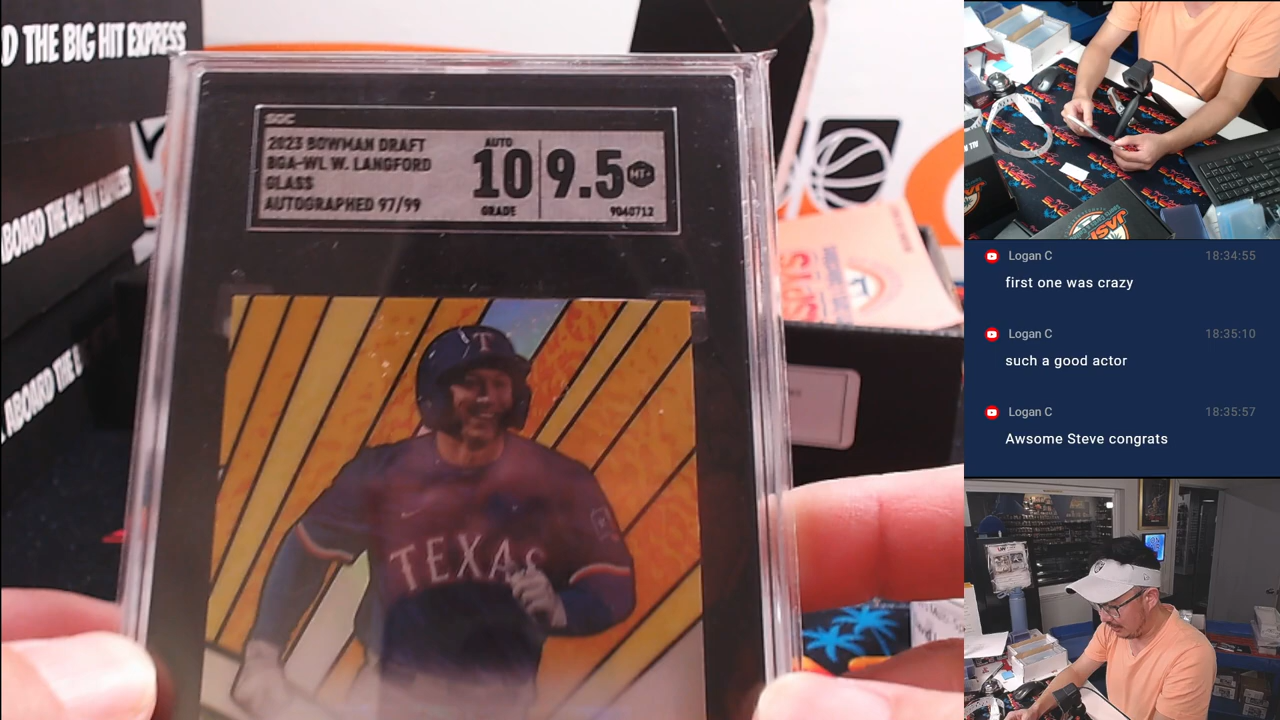 D THE BIG HIT EXPRESS
BOARD THE BIG HIT EXPRESS
ABOARD THE
SGC
2023 BOWMAN DRAFT
BGA-WL W. LANGFORD
GLASS
AUTOGRAPHED 97/99
AUTO
10
GRADE
9.5
MT+
9040712
T
TEXAS
Logan C 18:34:55
first one was crazy
Logan C 18:35:10
such a good actor
Logan C 18:35:57
Awsome Steve congrats